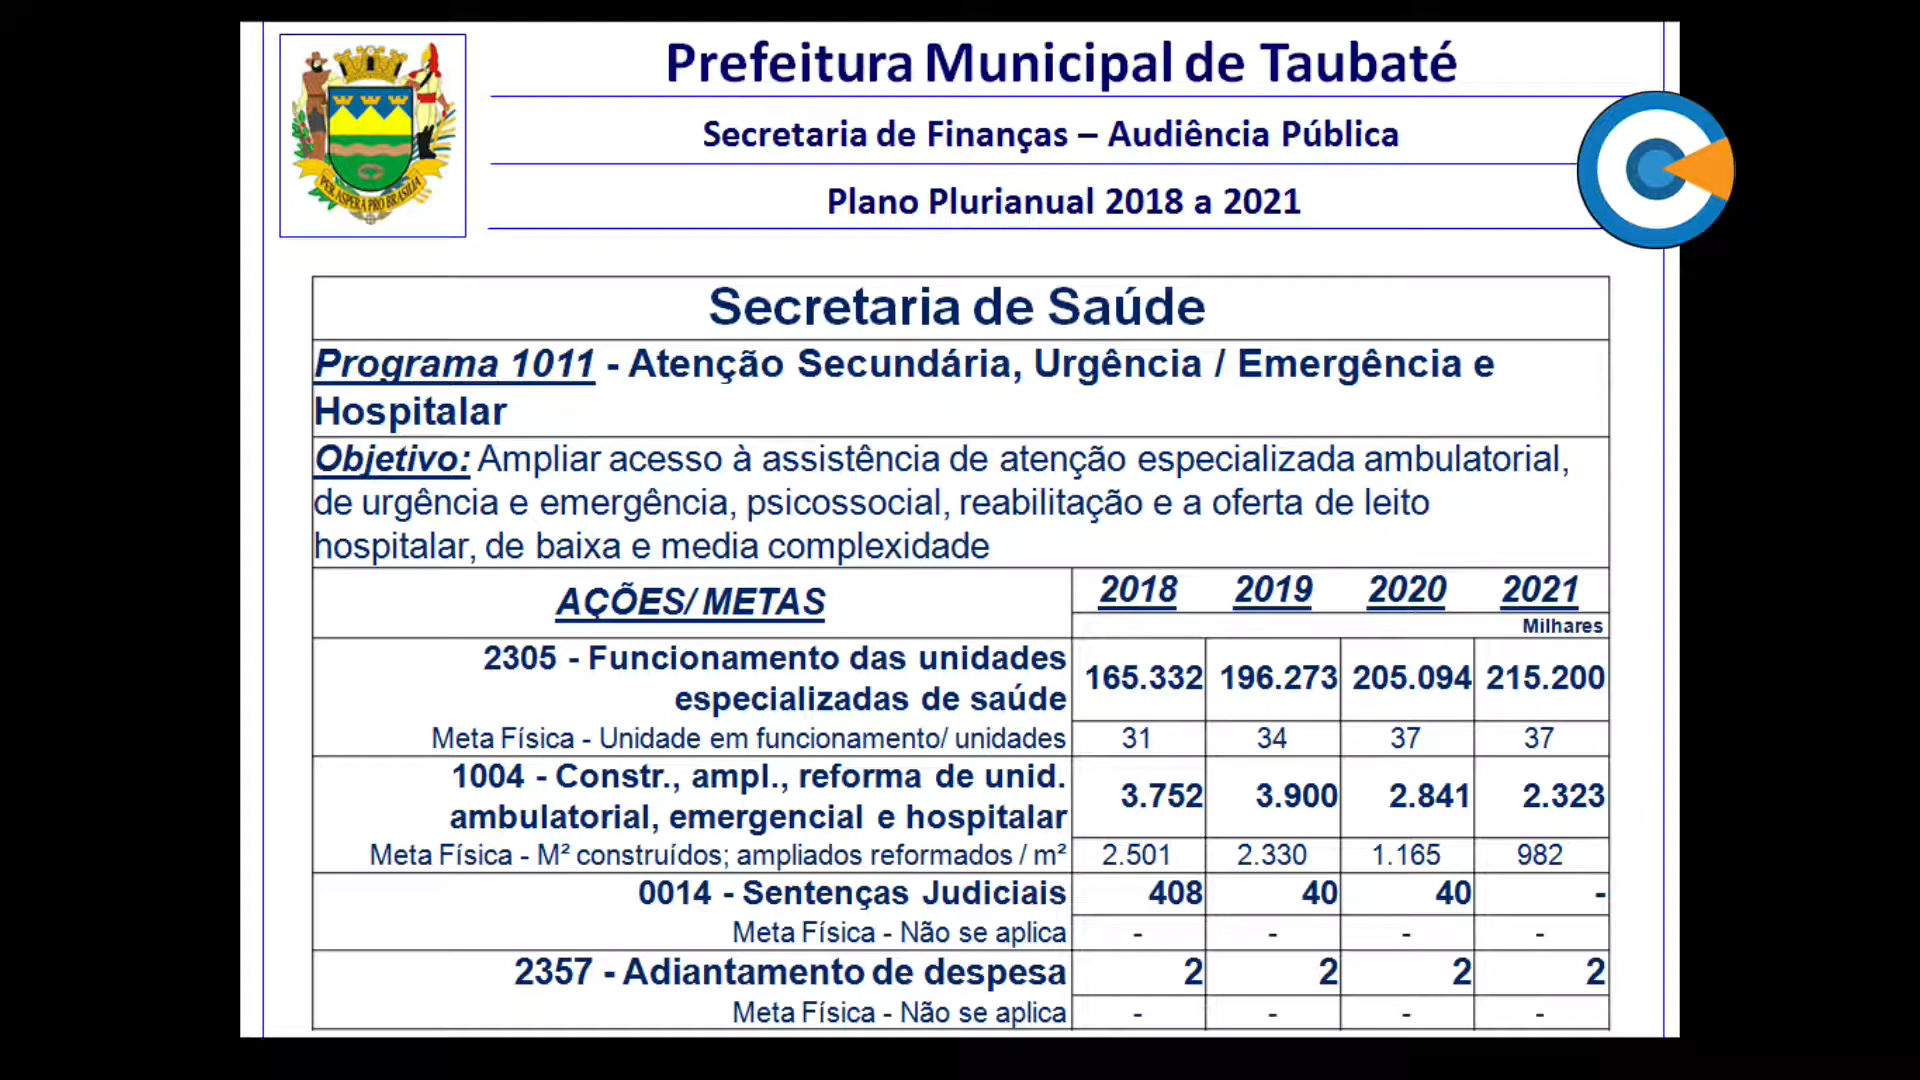 Prefeitura Municipal de Taubaté
Secretaria de Finanças – Audiência Pública
Plano Plurianual 2018 a 2021
PER ASPERA PRO BRASILIA
Secretaria de Saúde
Programa 1011 - Atenção Secundária, Urgência / Emergência e
Hospitalar
Objetivo: Ampliar acesso à assistência de atenção especializada ambulatorial,
de urgência e emergência, psicossocial, reabilitação e a oferta de leito
hospitalar, de baixa e media complexidade
AÇÕES/ METAS 2018 2019 2020 2021
Milhares
2305 - Funcionamento das unidades
especializadas de saúde 165.332 196.273 205.094 215.200
Meta Física - Unidade em funcionamento/ unidades 31 34 37 37
1004 - Constr., ampl., reforma de unid.
ambulatorial, emergencial e hospitalar 3.752 3.900 2.841 2.323
Meta Física - M² construídos; ampliados reformados / m² 2.501 2.330 1.165 982
0014 - Sentenças Judiciais 408 40 40 -
Meta Física - Não se aplica - - - -
2357 - Adiantamento de despesa 2 2 2 2
Meta Física - Não se aplica - - - -